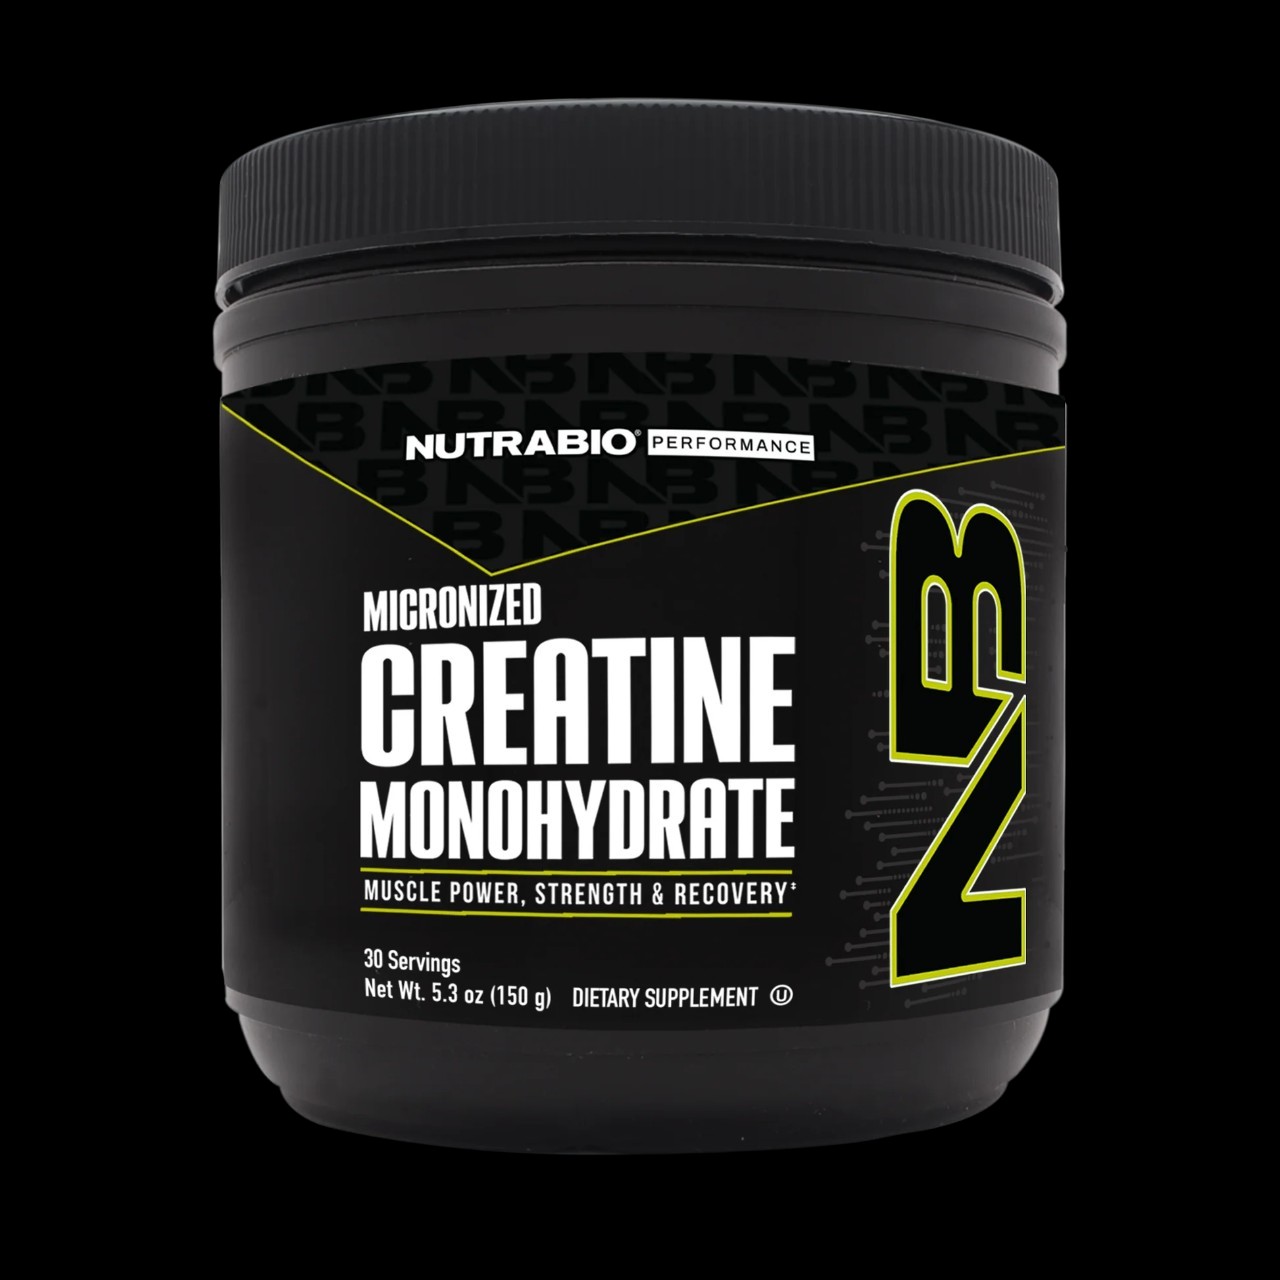 NUTRABIO® PERFORMANCE
MICRONIZED
CREATINE
MONOHYDRATE
MUSCLE POWER, STRENGTH & RECOVERY‡
30 Servings
Net Wt. 5.3 oz (150 g) DIETARY SUPPLEMENT Ⓤ
NB